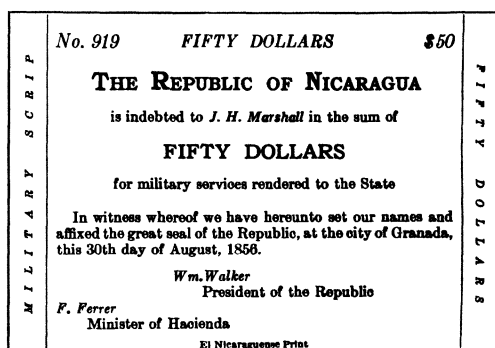 No. 919 FIFTY DOLLARS $50
THE REPUBLIC OF NICARAGUA
is indebted to J. H. Marshall in the sum of
FIFTY DOLLARS
for military services rendered to the State
In witness whereof we have hereunto set our names and
affixed the great seal of the Republic, at the city of Granada,
this 30th day of August, 1856.
Wm. Walker
President of the Republic
F. Ferrer
Minister of Hacienda
El Nicaraguense Print
MILITARY SCRIP
FIFTY DOLLARS